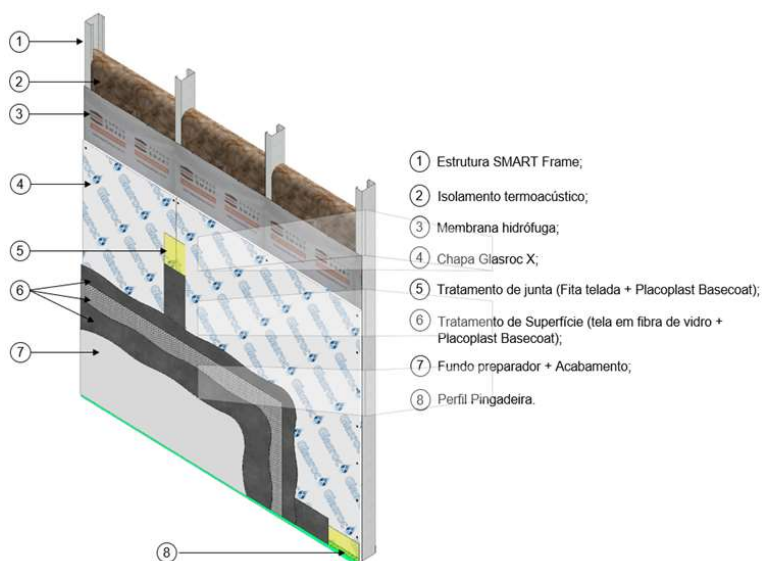 1
2
3
4
5
6
7
8
SMART
Glasroc X
1 Estrutura SMART Frame;
2 Isolamento termoacústico;
3 Membrana hidrófuga;
4 Chapa Glasroc X;
5 Tratamento de junta (Fita telada + Placoplast Basecoat);
6 Tratamento de Superfície (tela em fibra de vidro +
Placoplast Basecoat);
7 Fundo preparador + Acabamento;
8 Perfil Pingadeira.